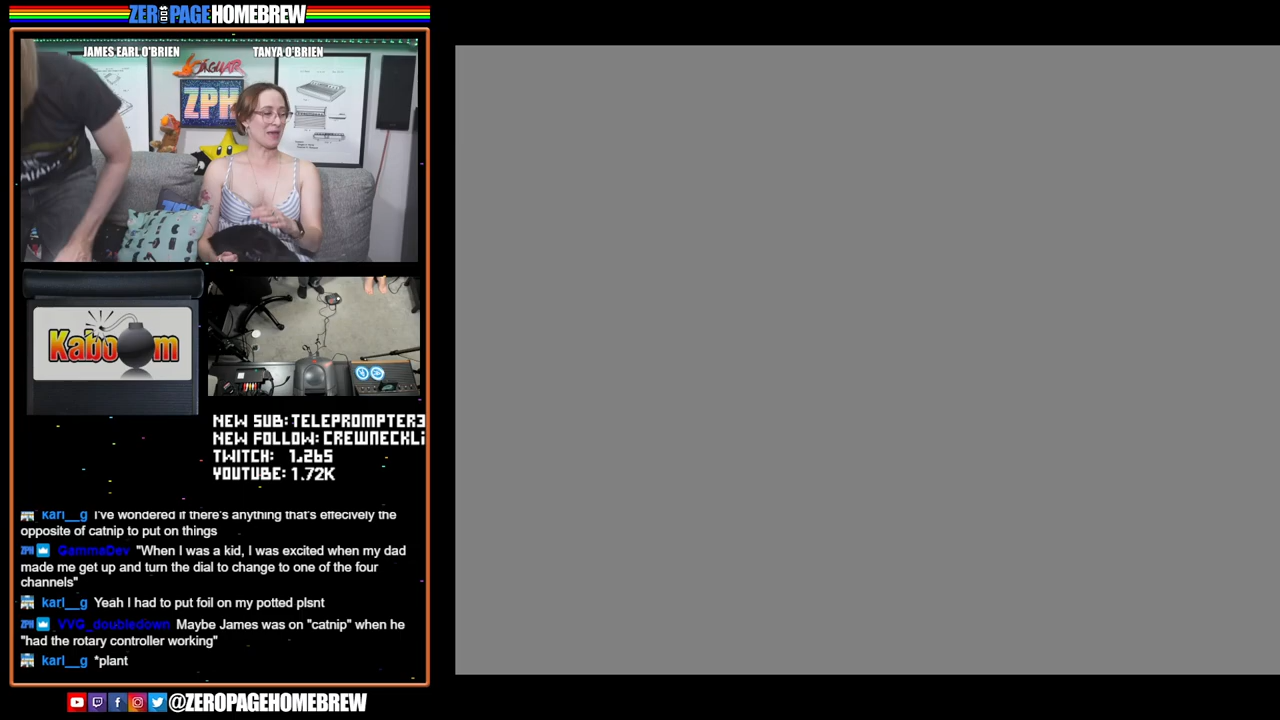 ZERO PAGE HOMEBREW
JAMES EARL O'BRIEN
TANYA O'BRIEN
JAGUAR
ZPH
Kaboom
NEW SUB: TELEPROMPTER3
NEW FOLLOW: CREWNECKLI
TWITCH: 1,265
YOUTUBE: 1.72K
karl__g I've wondered if there's anything that's effecively the
opposite of catnip to put on things
ZPH GammaDev "When I was a kid, I was excited when my dad
made me get up and turn the dial to change to one of the four
channels"
karl__g Yeah I had to put foil on my potted plsnt
ZPH VVG_doubledown Maybe James was on "catnip" when he
"had the rotary controller working"
karl__g *plant
@ZEROPAGEHOMEBREW